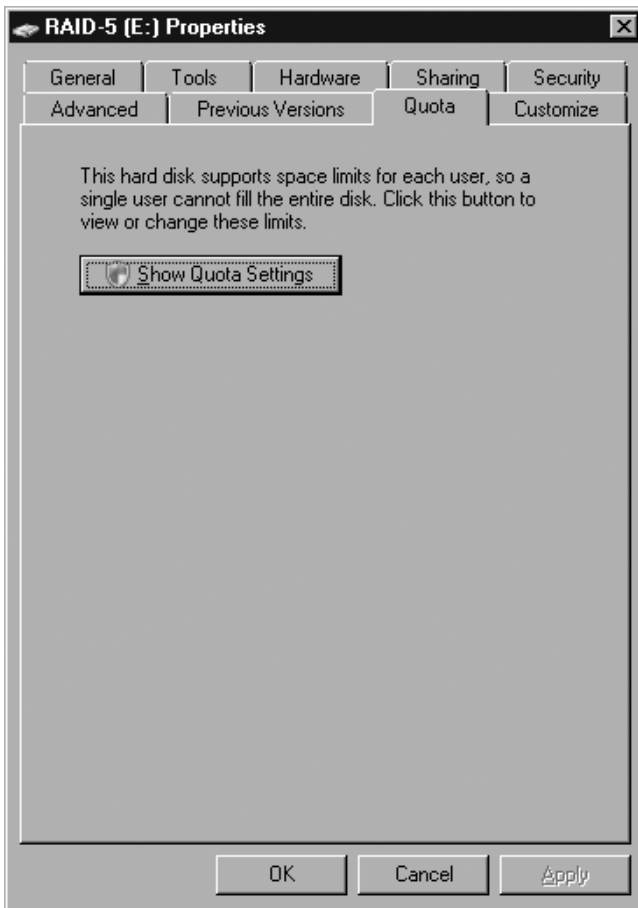 RAID-5 (E:) Properties
General Tools Hardware Sharing Security
Advanced Previous Versions Quota Customize
This hard disk supports space limits for each user, so a
single user cannot fill the entire disk. Click this button to
view or change these limits.
Show Quota Settings
OK Cancel Apply